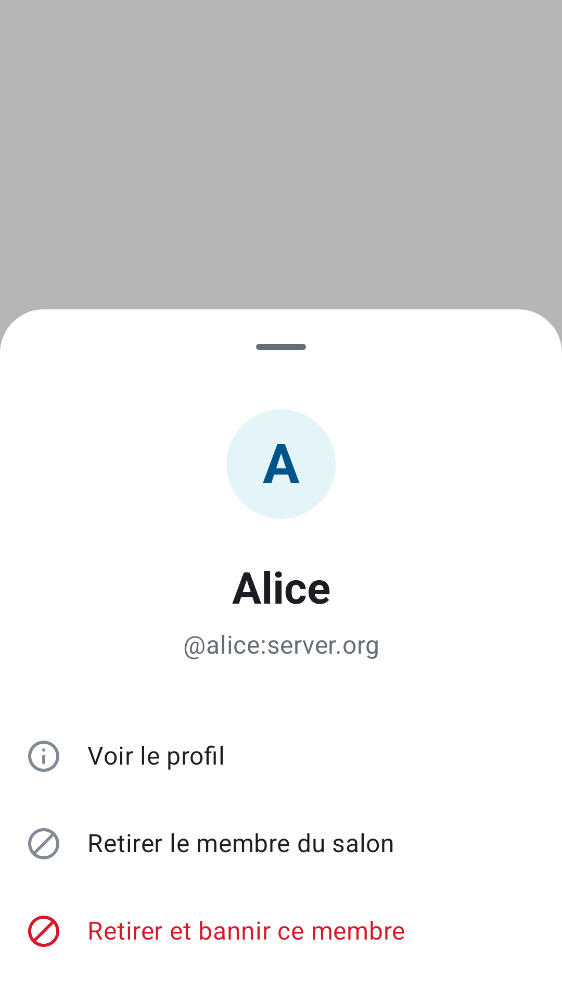 A
Alice
@alice:server.org
Voir le profil
Retirer le membre du salon
Retirer et bannir ce membre